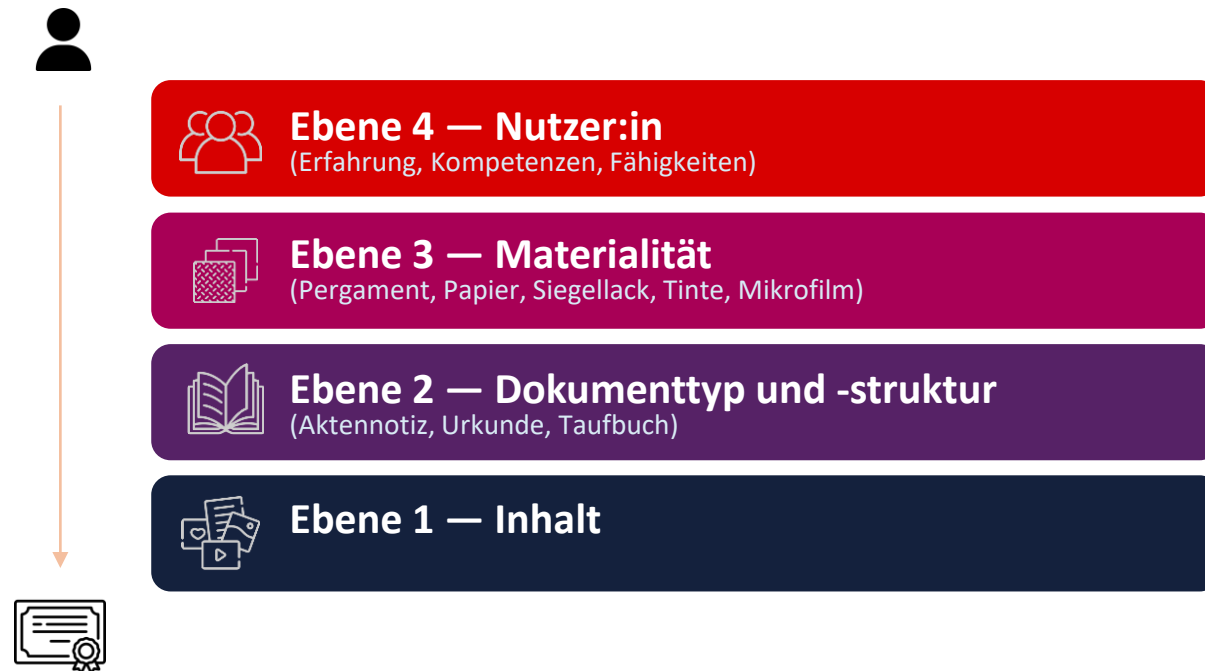 Ebene 4 — Nutzer:in
(Erfahrung, Kompetenzen, Fähigkeiten)
Ebene 3 — Materialität
(Pergament, Papier, Siegellack, Tinte, Mikrofilm)
Ebene 2 — Dokumenttyp und -struktur
(Aktennotiz, Urkunde, Taufbuch)
Ebene 1 — Inhalt